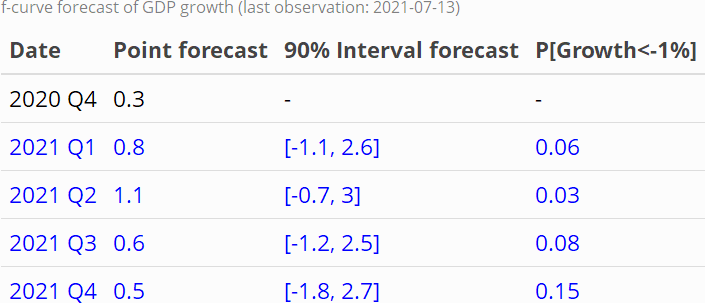 f-curve forecast of GDP growth (last observation: 2021-07-13)
Date Point forecast 90% Interval forecast P[Growth<-1%]
2020 Q4 0.3 - -
2021 Q1 0.8 [-1.1, 2.6] 0.06
2021 Q2 1.1 [-0.7, 3] 0.03
2021 Q3 0.6 [-1.2, 2.5] 0.08
2021 Q4 0.5 [-1.8, 2.7] 0.15